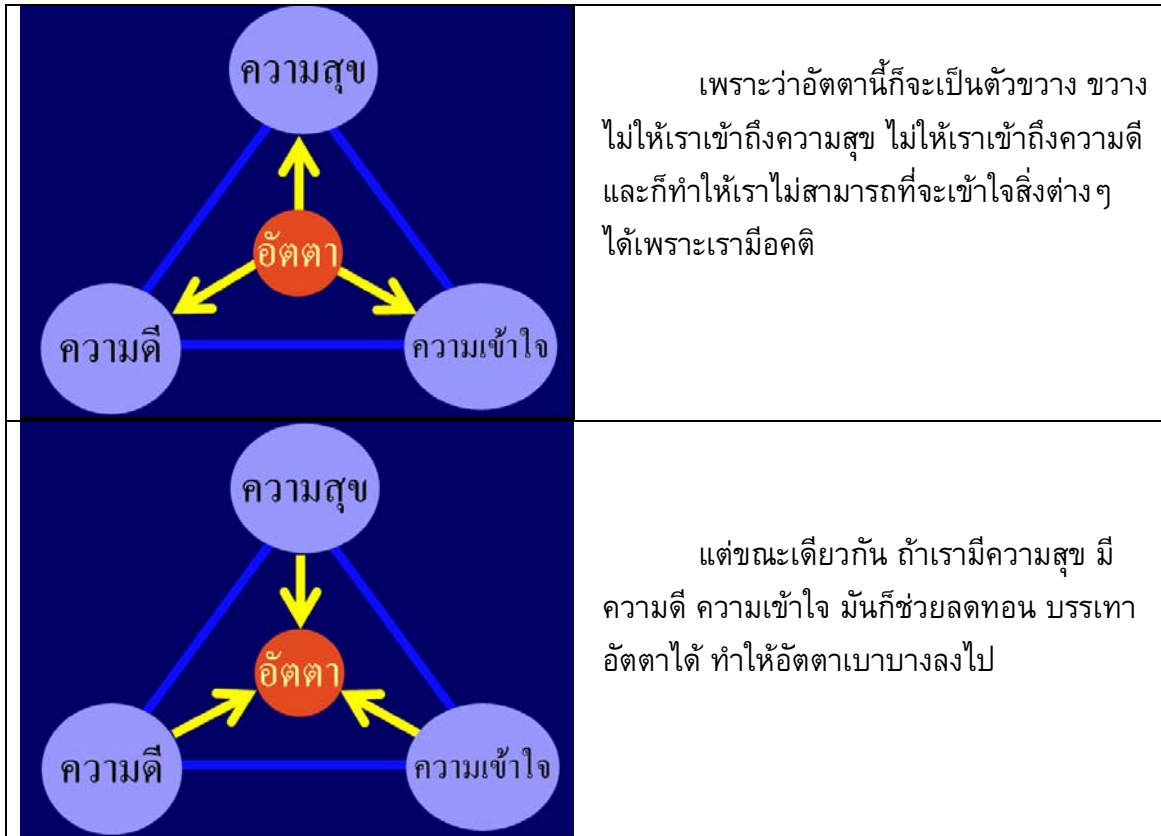 ความสุข
อัตตา
ความดี
ความเข้าใจ
เพราะว่าอัตตานี้ก็จะเป็นตัวขวาง ขวาง
ไม่ให้เราเข้าถึงความสุข ไม่ให้เราเข้าถึงความดี
และก็ทำให้เราไม่สามารถที่จะเข้าใจสิ่งต่างๆ
ได้เพราะเรามีอคติ
ความสุข
อัตตา
ความดี
ความเข้าใจ
แต่ขณะเดียวกัน ถ้าเรามีความสุข มี
ความดี ความเข้าใจ มันก็ช่วยลดทอน บรรเทา
อัตตาได้ ทำให้อัตตาเบาบางลงไป